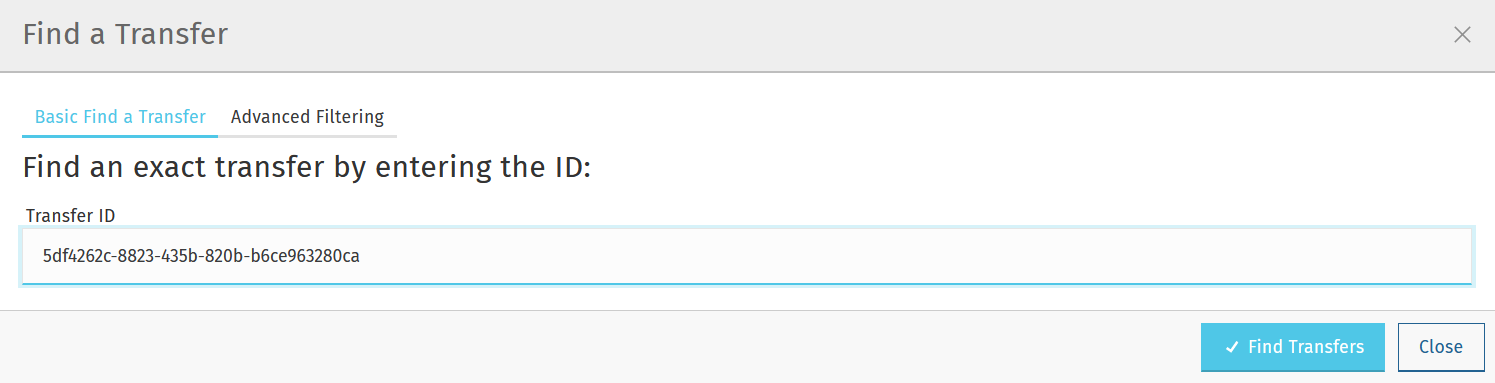 Find a Transfer
Basic Find a Transfer Advanced Filtering
Find an exact transfer by entering the ID:
Transfer ID
5df4262c-8823-435b-820b-b6ce963280ca
Find Transfers Close